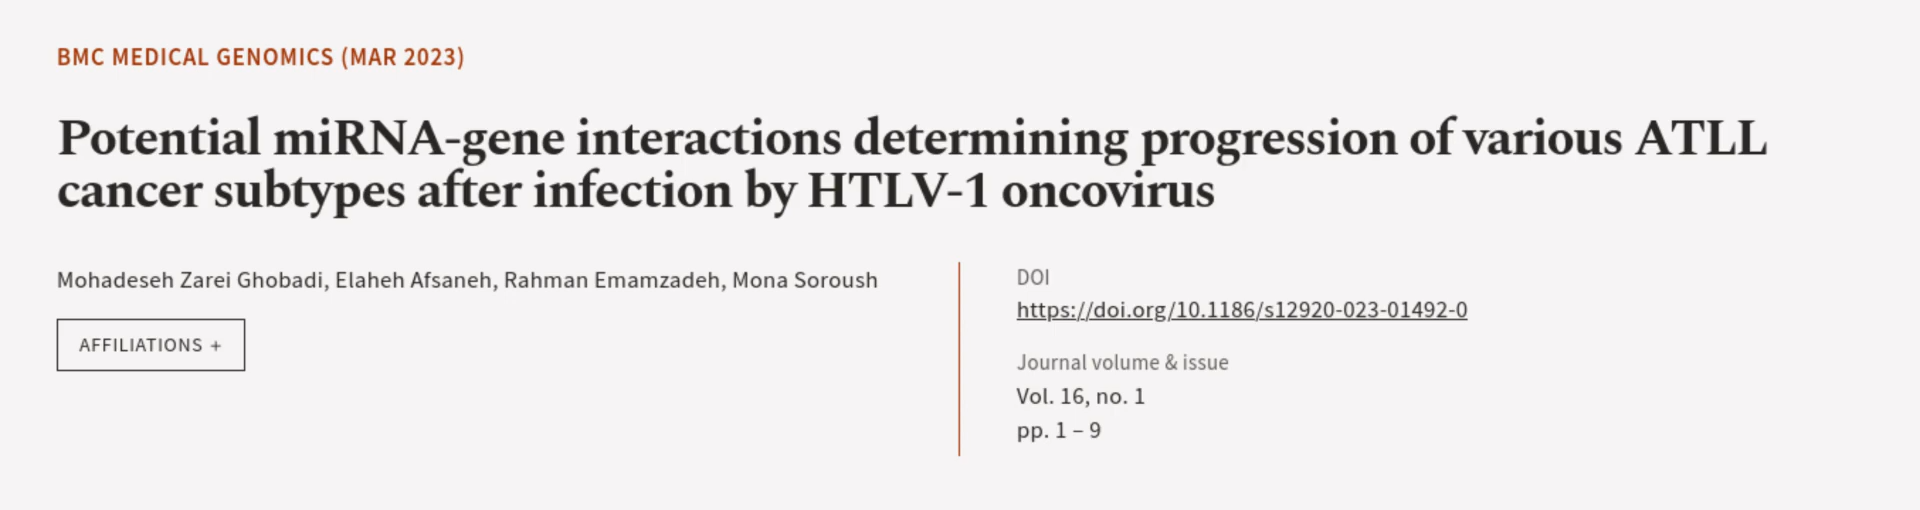 BMC MEDICAL GENOMICS (MAR 2023)
Potential miRNA-gene interactions determining progression of various ATLL
cancer subtypes after infection by HTLV-1 oncovirus
Mohadeseh Zarei Ghobadi, Elaheh Afsaneh, Rahman Emamzadeh, Mona Soroush
AFFILIATIONS +
DOI
https://doi.org/10.1186/s12920-023-01492-0
Journal volume & issue
Vol. 16, no. 1
pp. 1 – 9